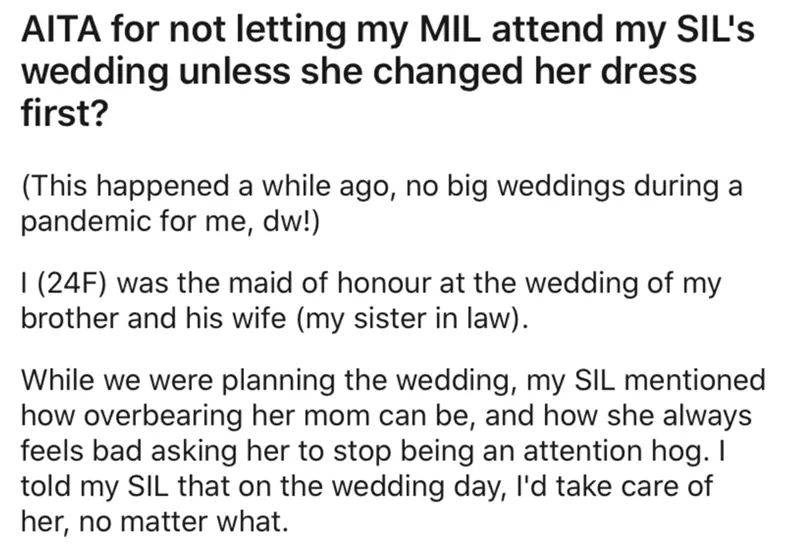 AITA for not letting my MIL attend my SIL's
wedding unless she changed her dress
first?
(This happened a while ago, no big weddings during a
pandemic for me, dw!)
I (24F) was the maid of honour at the wedding of my
brother and his wife (my sister in law).
While we were planning the wedding, my SIL mentioned
how overbearing her mom can be, and how she always
feels bad asking her to stop being an attention hog. I
told my SIL that on the wedding day, I'd take care of
her, no matter what.